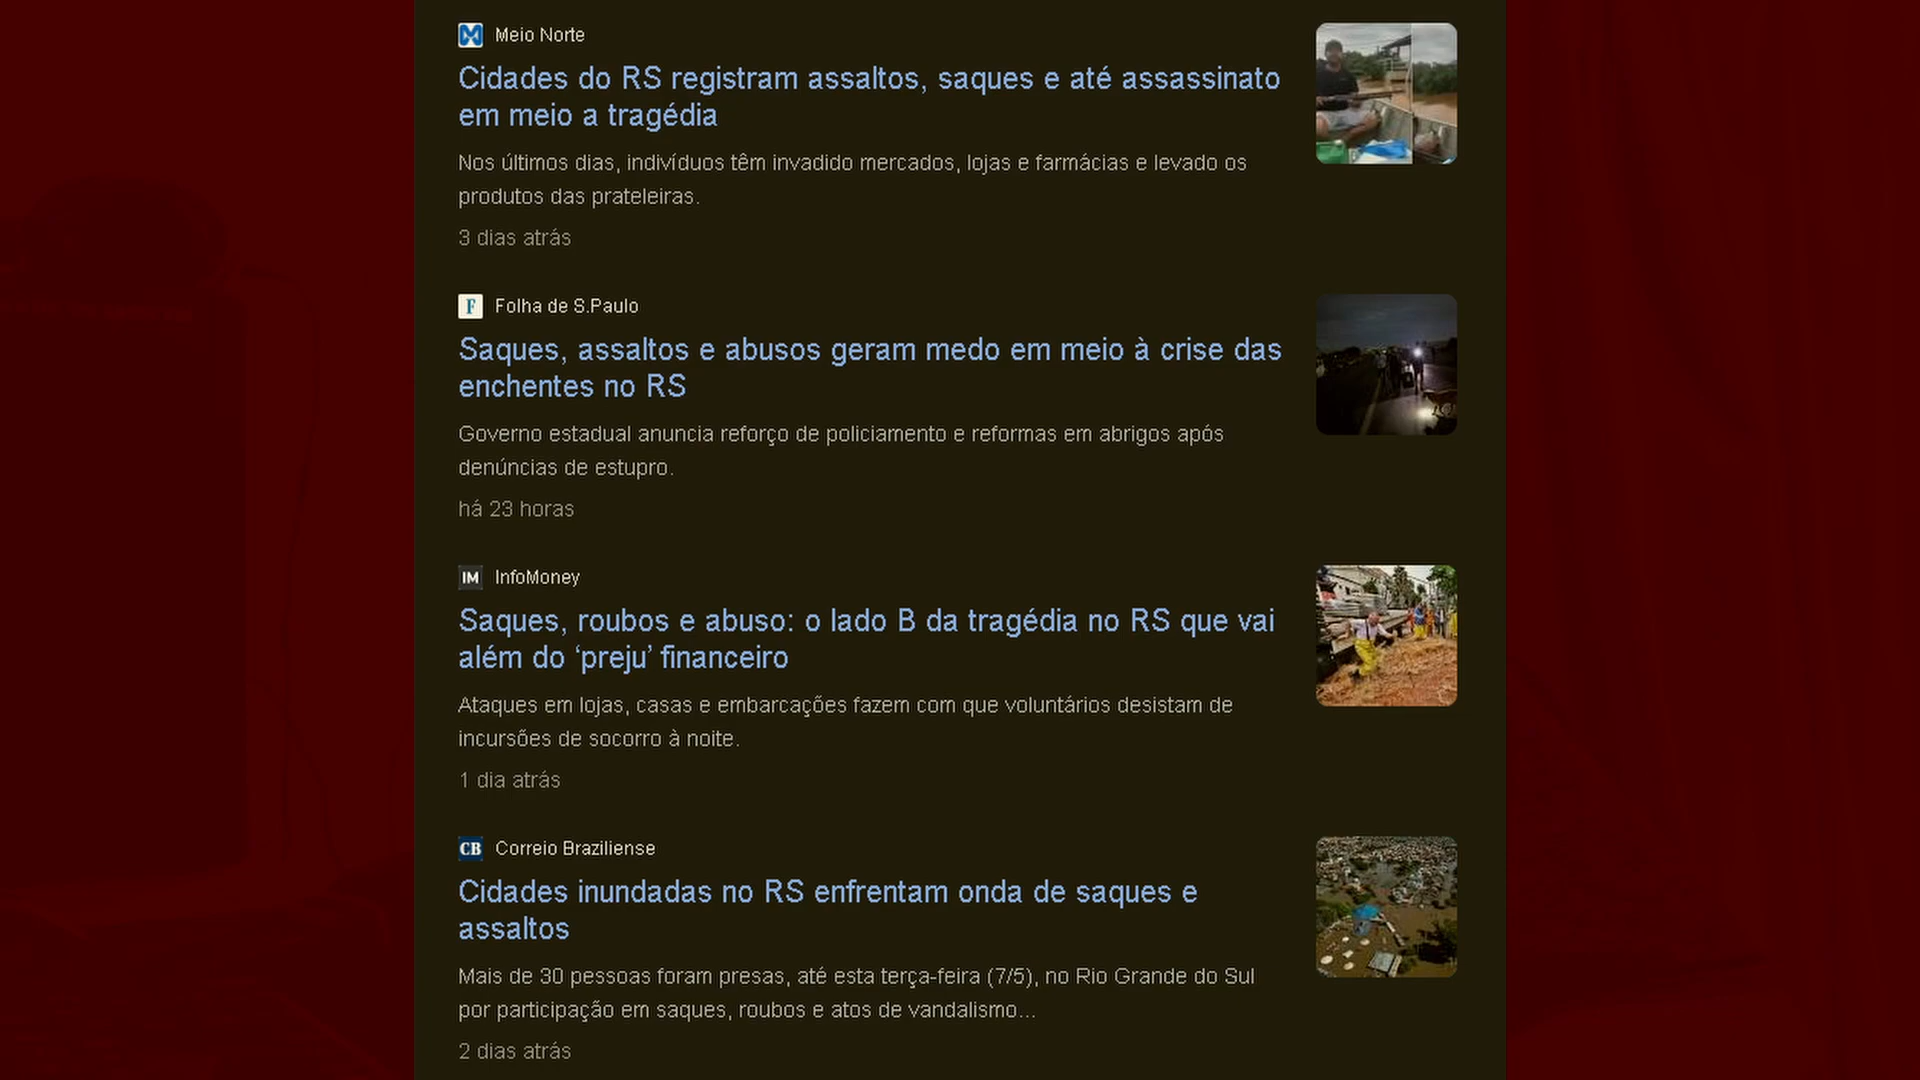 Meio Norte
Cidades do RS registram assaltos, saques e até assassinato
em meio a tragédia
Nos últimos dias, indivíduos têm invadido mercados, lojas e farmácias e levado os
produtos das prateleiras.
3 dias atrás
F Folha de S.Paulo
Saques, assaltos e abusos geram medo em meio à crise das
enchentes no RS
Governo estadual anuncia reforço de policiamento e reformas em abrigos após
denúncias de estupro.
há 23 horas
IM InfoMoney
Saques, roubos e abuso: o lado B da tragédia no RS que vai
além do ‘preju’ financeiro
Ataques em lojas, casas e embarcações fazem com que voluntários desistam de
incursões de socorro à noite.
1 dia atrás
CB Correio Braziliense
Cidades inundadas no RS enfrentam onda de saques e
assaltos
Mais de 30 pessoas foram presas, até esta terça-feira (7/5), no Rio Grande do Sul
por participação em saques, roubos e atos de vandalismo...
2 dias atrás